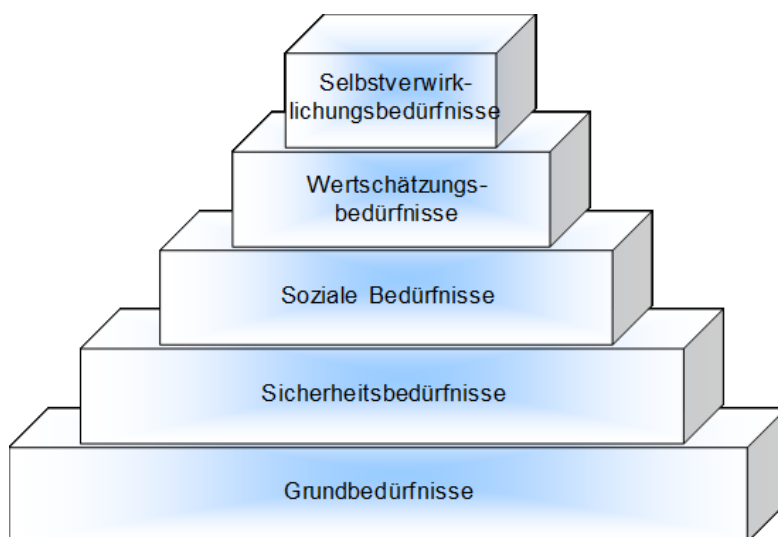 Selbstverwirk-
lichungsbedürfnisse
Wertschätzungs-
bedürfnisse
Soziale Bedürfnisse
Sicherheitsbedürfnisse
Grundbedürfnisse